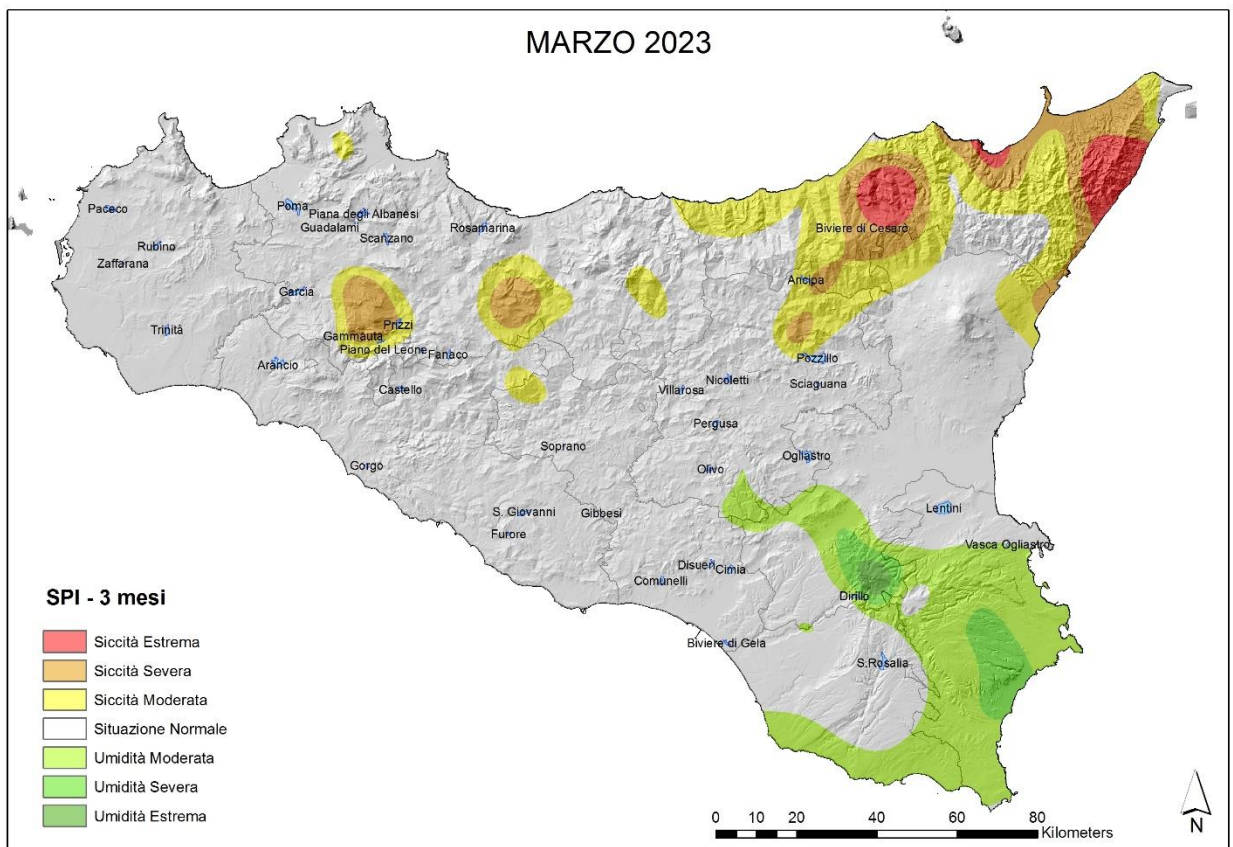 MARZO 2023
Paceco
Poma
Piana degli Albanesi
Guadalami
Scanzano
Rosamarina
Rubino
Zaffarana
Garcia
Trinità
Prizzi
Gammauta
Piano del Leone
Fanaco
Arancio
Castello
Biviere di Cesarò
Ancipa
Pozzillo
Sciaguana
Nicoletti
Villarosa
Pergusa
Soprano
Ogliastro
Olivo
Gorgo
S. Giovanni
Gibbesi
Furore
Lentini
Vasca Ogliastro
Disueri
Cimia
Comunelli
Dirillo
Biviere di Gela
S.Rosalia
SPI - 3 mesi
Siccità Estrema
Siccità Severa
Siccità Moderata
Situazione Normale
Umidità Moderata
Umidità Severa
Umidità Estrema
0 10 20 40 60 80
Kilometers
N